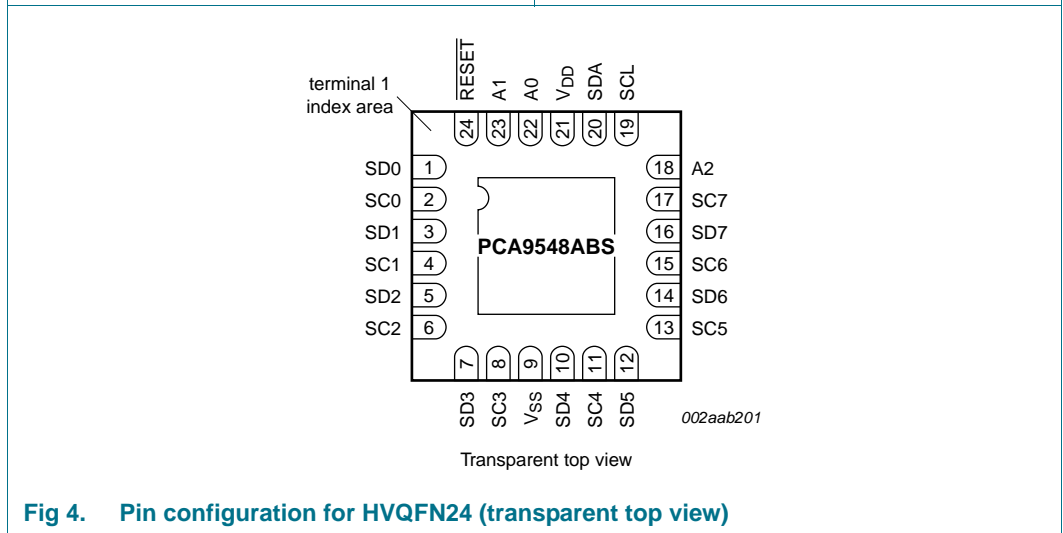 terminal 1
index area
RESET
A1
A0
VDD
SDA
SCL
24
23
22
21
20
19
SD0 1
SC0 2
SD1 3
SC1 4
SD2 5
SC2 6
18 A2
17 SC7
16 SD7
15 SC6
14 SD6
13 SC5
PCA9548ABS
7
8
9
10
11
12
SD3
SC3
VSS
SD4
SC4
SD5
002aab201
Transparent top view
Fig 4. Pin configuration for HVQFN24 (transparent top view)